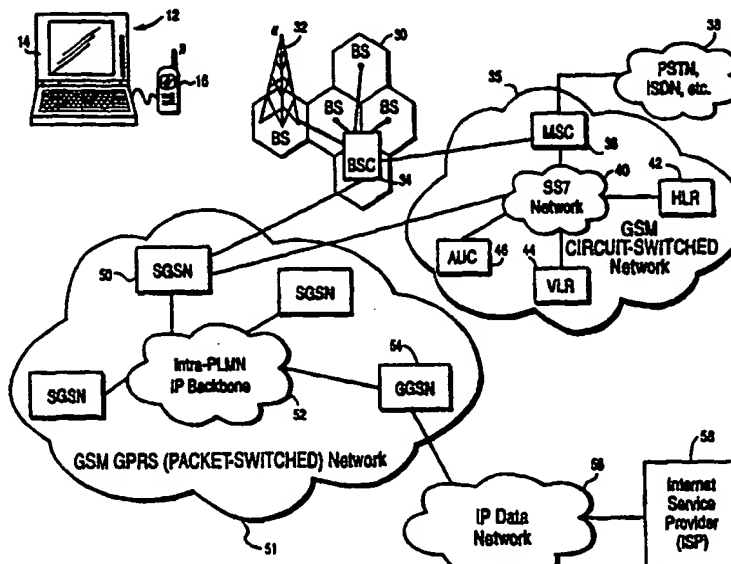 12
14
16
32
30
BS
BS
BS
BS
BSC
34
35
38
PSTN,
ISDN, etc.
MSC
36
40
42
SS7
Network
HLR
GSM
CIRCUIT-SWITCHED
Network
AUC
46
44
VLR
50
SGSN
SGSN
SGSN
Intra-PLMN
IP Backbone
52
54
GGSN
GSM GPRS (PACKET-SWITCHED) Network
51
56
IP Data
Network
58
Internet
Service
Provider
(ISP)